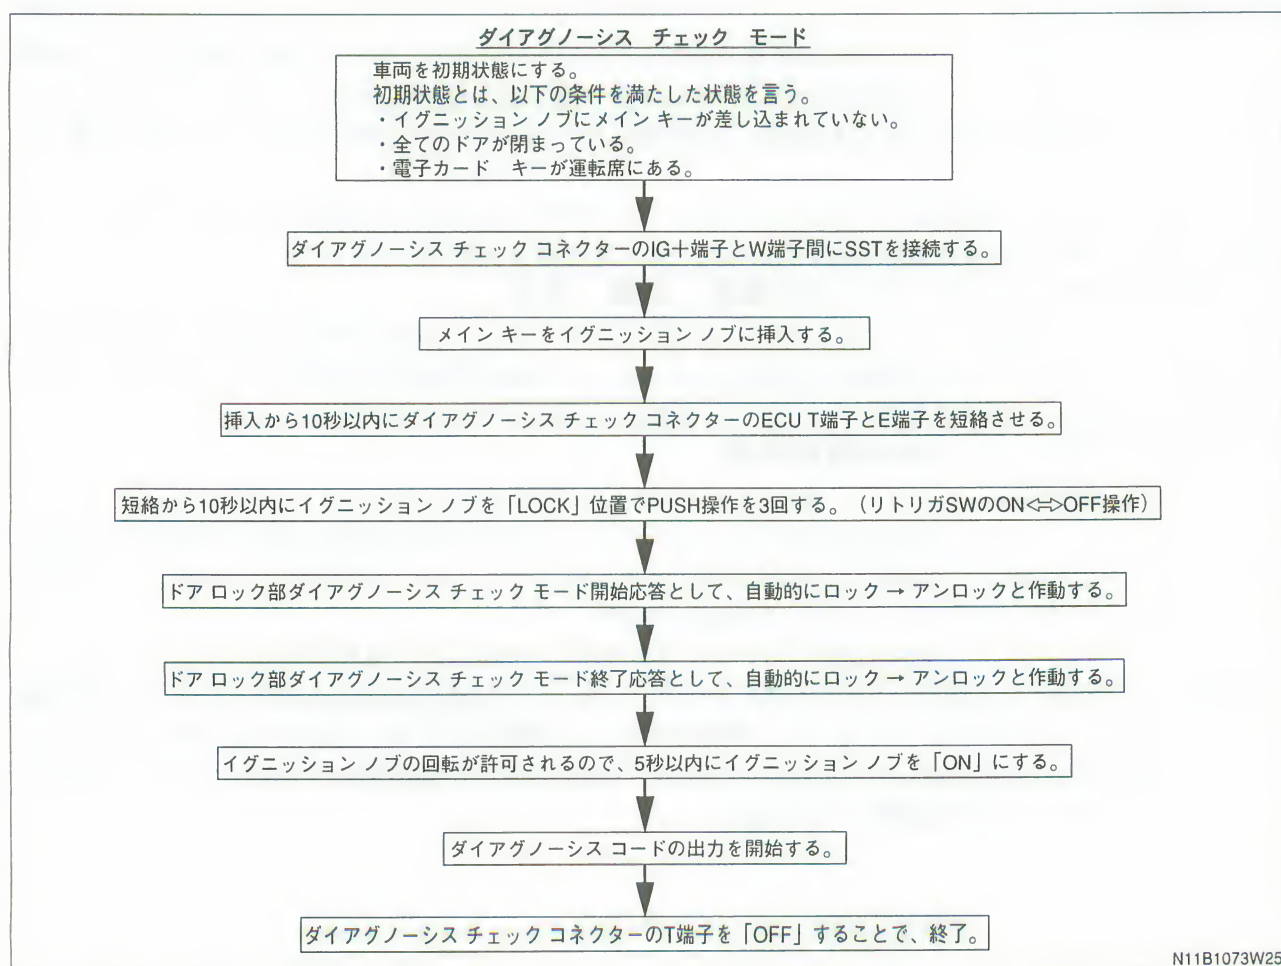 ダイアグノーシス チェック モード
車両を初期状態にする。
初期状態とは、以下の条件を満たした状態を言う。
・イグニッション ノブにメイン キーが差し込まれていない。
・全てのドアが閉まっている。
・電子カード キーが運転席にある。
ダイアグノーシス チェック コネクターのIG＋端子とW端子間にSSTを接続する。
メイン キーをイグニッション ノブに挿入する。
挿入から10秒以内にダイアグノーシス チェック コネクターのECU T端子とE端子を短絡させる。
短絡から10秒以内にイグニッション ノブを「LOCK」位置でPUSH操作を3回する。（リトリガSWのON⇔OFF操作）
ドア ロック部ダイアグノーシス チェック モード開始応答として、自動的にロック → アンロックと作動する。
ドア ロック部ダイアグノーシス チェック モード終了応答として、自動的にロック → アンロックと作動する。
イグニッション ノブの回転が許可されるので、5秒以内にイグニッション ノブを「ON」にする。
ダイアグノーシス コードの出力を開始する。
ダイアグノーシス チェック コネクターのT端子を「OFF」することで、終了。
N11B1073W25